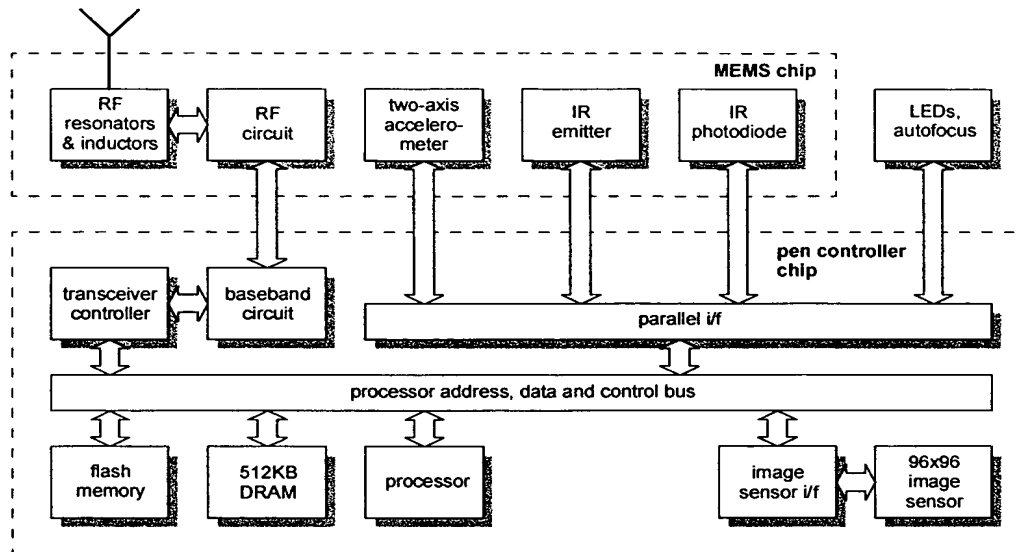 MEMS chip
RF
resonators
& inductors
RF
circuit
two-axis
accelero-
meter
IR
emitter
IR
photodiode
LEDs,
autofocus
pen controller
chip
transceiver
controller
baseband
circuit
parallel i/f
processor address, data and control bus
flash
memory
512KB
DRAM
processor
image
sensor i/f
96x96
image
sensor